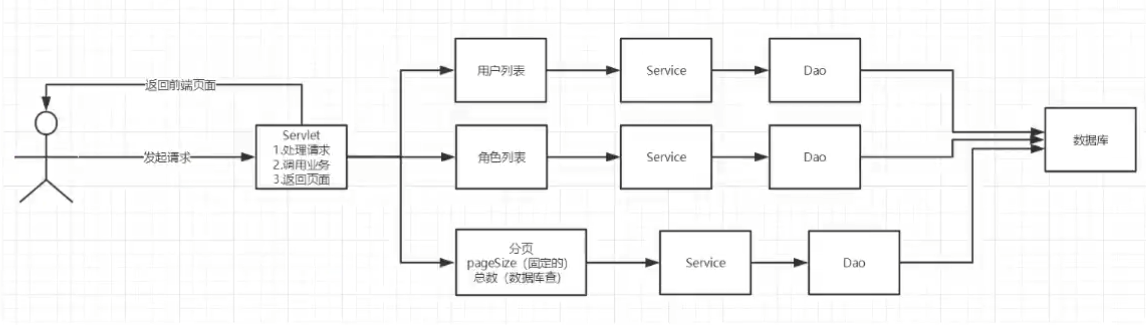 返回前端页面
发起请求
Servlet
1.处理请求
2.调用业务
3.返回页面
用户列表
Service
Dao
角色列表
Service
Dao
分页
pageSize（固定的）
总数（数据库查）
Service
Dao
数据库